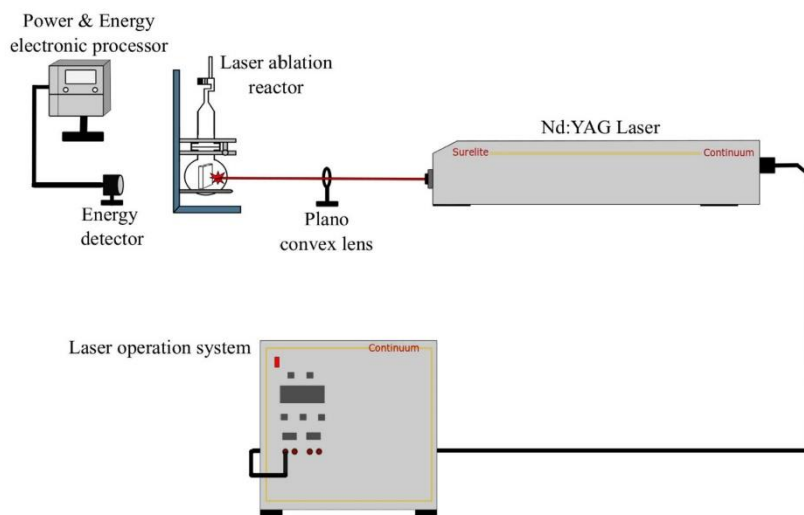 Power & Energy
electronic processor
Laser ablation
reactor
Nd:YAG Laser
Surelite
Continuum
Energy
detector
Plano
convex lens
Laser operation system
Continuum